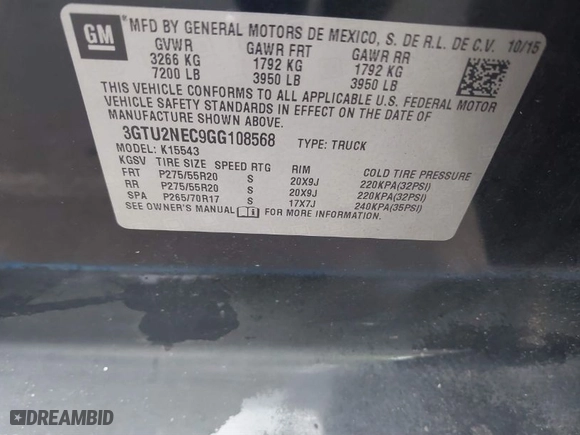 GM
MFD BY GENERAL MOTORS DE MEXICO, S. DE R.L. DE C.V. 10/15
GVWR GAWR FRT GAWR RR
3266 KG 1792 KG 1792 KG
7200 LB 3950 LB 3950 LB
THIS VEHICLE CONFORMS TO ALL APPLICABLE U.S. FEDERAL MOTOR
VEHICLE SAFETY STANDARDS IN EFFECT ON THE DATE OF
MANUFACTURE SHOWN ABOVE.
3GTU2NEC9GG108568 TYPE: TRUCK
MODEL: K15543
KGSV TIRE SIZE SPEED RTG RIM COLD TIRE PRESSURE
FRT P275/55R20 S 20X9J 220KPA(32PSI)
RR P275/55R20 S 20X9J 220KPA(32PSI)
SPA P265/70R17 S 17X7J 240KPA(35PSI)
SEE OWNER'S MANUAL FOR MORE INFORMATION.
DREAMBID